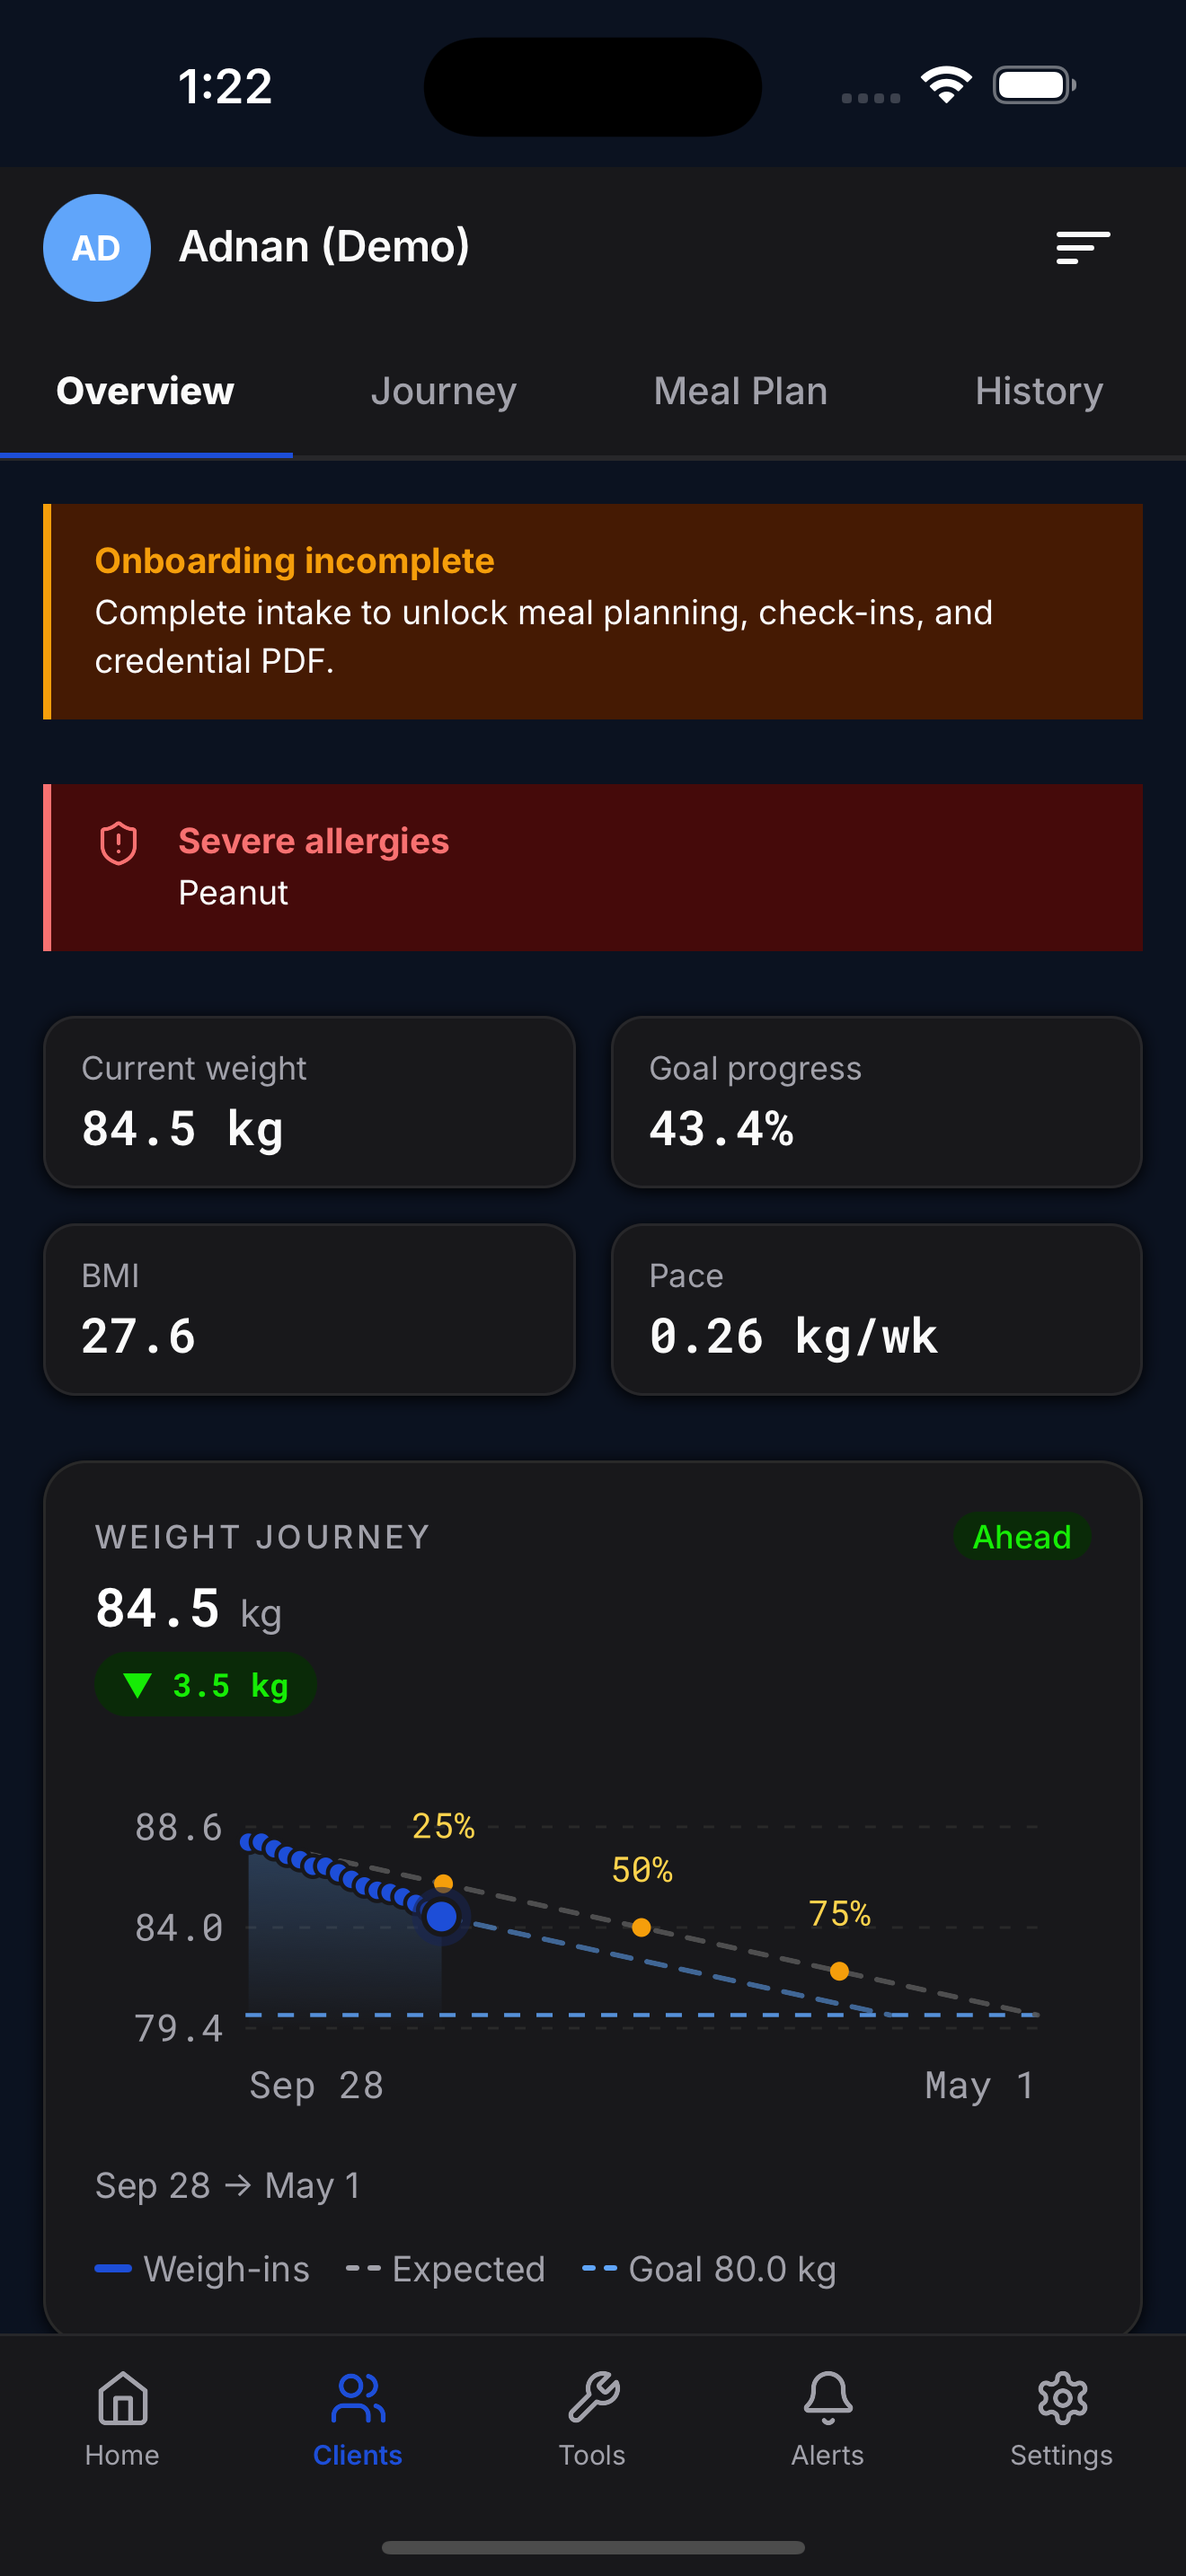 1:22
AD
Adnan (Demo)
Overview
Journey
Meal Plan
History
Onboarding incomplete
Complete intake to unlock meal planning, check-ins, and
credential PDF.
Severe allergies
Peanut
Current weight
84.5 kg
Goal progress
43.4%
BMI
27.6
Pace
0.26 kg/wk
WEIGHT JOURNEY
Ahead
84.5 kg
▼ 3.5 kg
88.6
25%
50%
75%
84.0
79.4
Sep 28
May 1
Sep 28 → May 1
Weigh-ins
Expected
Goal 80.0 kg
Home
Clients
Tools
Alerts
Settings